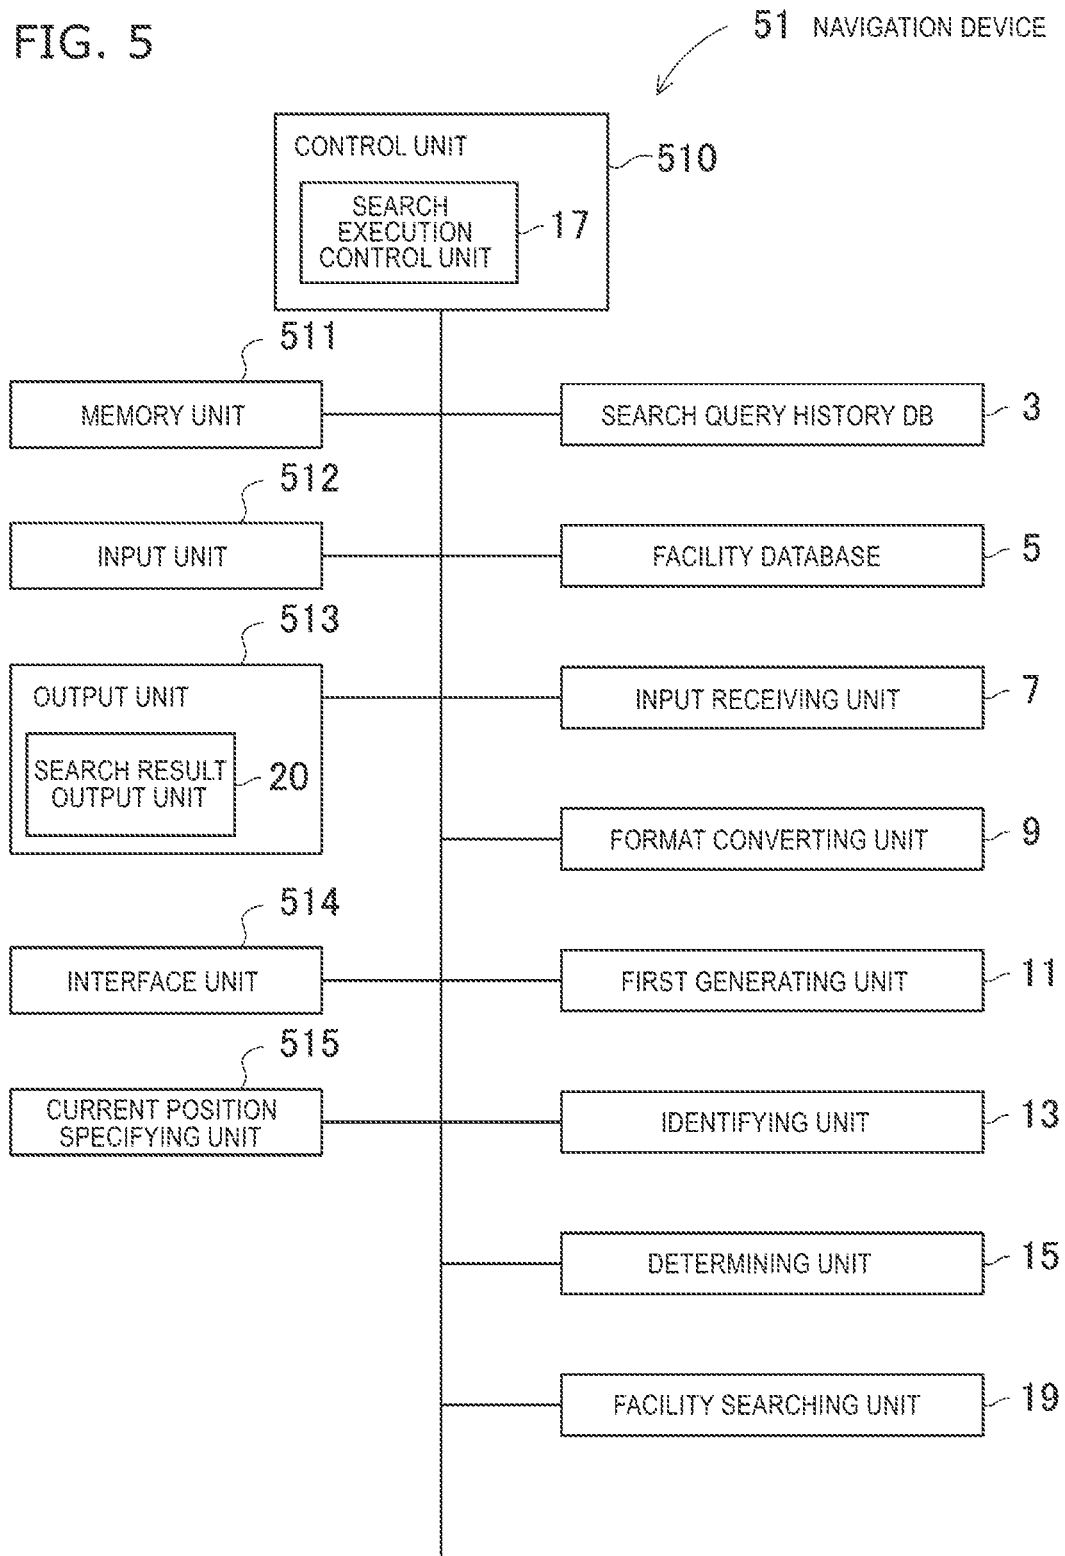 FIG. 5
51 NAVIGATION DEVICE
CONTROL UNIT
510
SEARCH
EXECUTION
CONTROL UNIT
17
511
MEMORY UNIT
SEARCH QUERY HISTORY DB
3
512
INPUT UNIT
FACILITY DATABASE
5
513
OUTPUT UNIT
INPUT RECEIVING UNIT
7
SEARCH RESULT
OUTPUT UNIT
20
FORMAT CONVERTING UNIT
9
514
INTERFACE UNIT
FIRST GENERATING UNIT
11
515
CURRENT POSITION
SPECIFYING UNIT
IDENTIFYING UNIT
13
DETERMINING UNIT
15
FACILITY SEARCHING UNIT
19